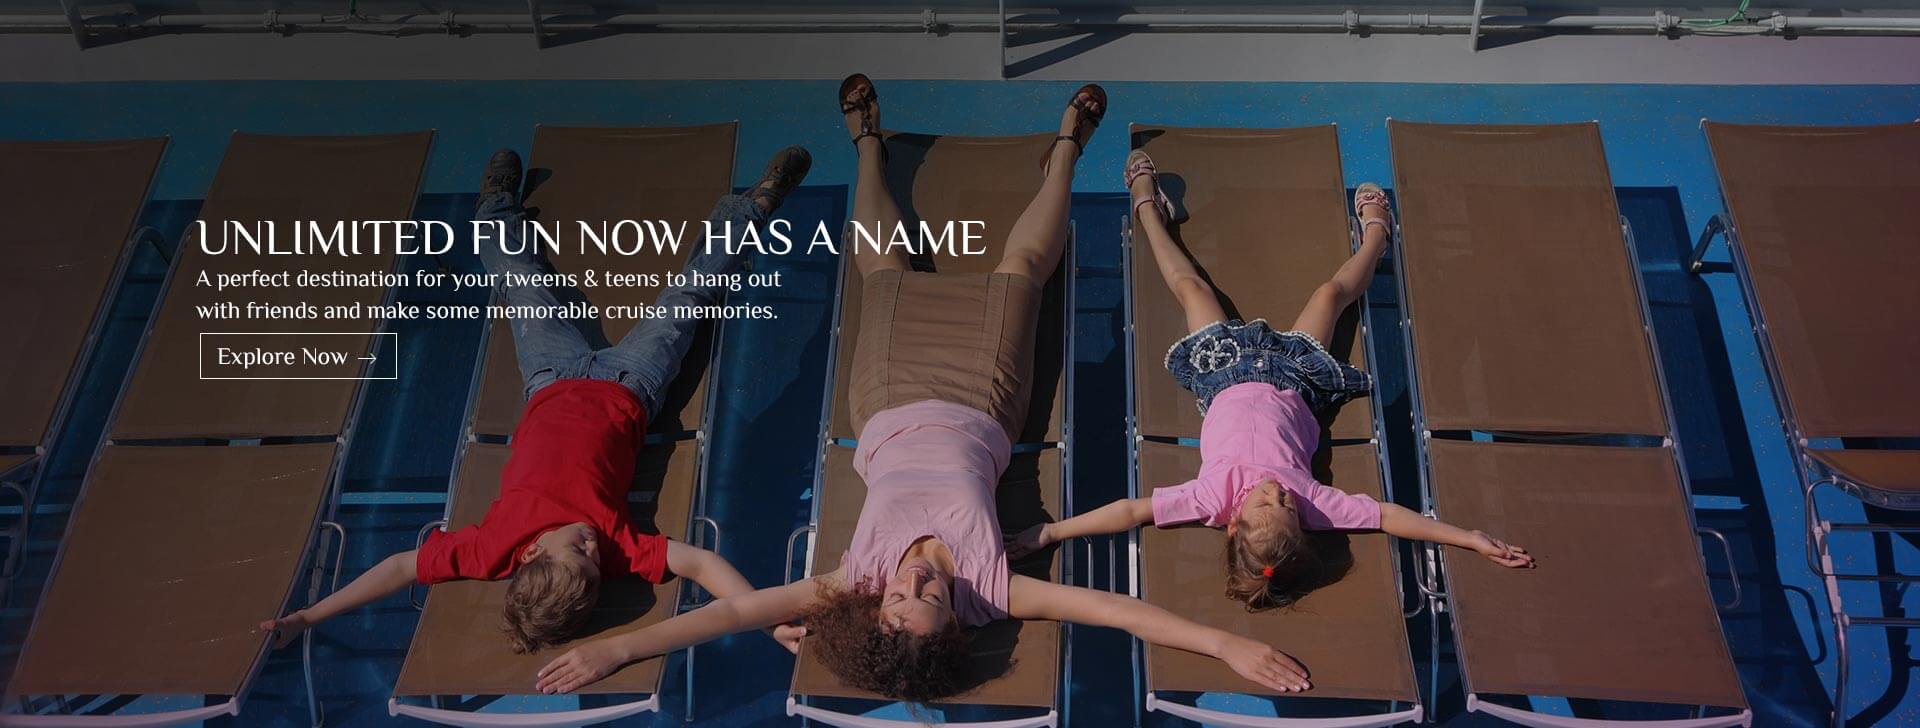 UNLIMITED FUN NOW HAS A NAME
A perfect destination for your tweens & teens to hang out
with friends and make some memorable cruise memories.
Explore Now →